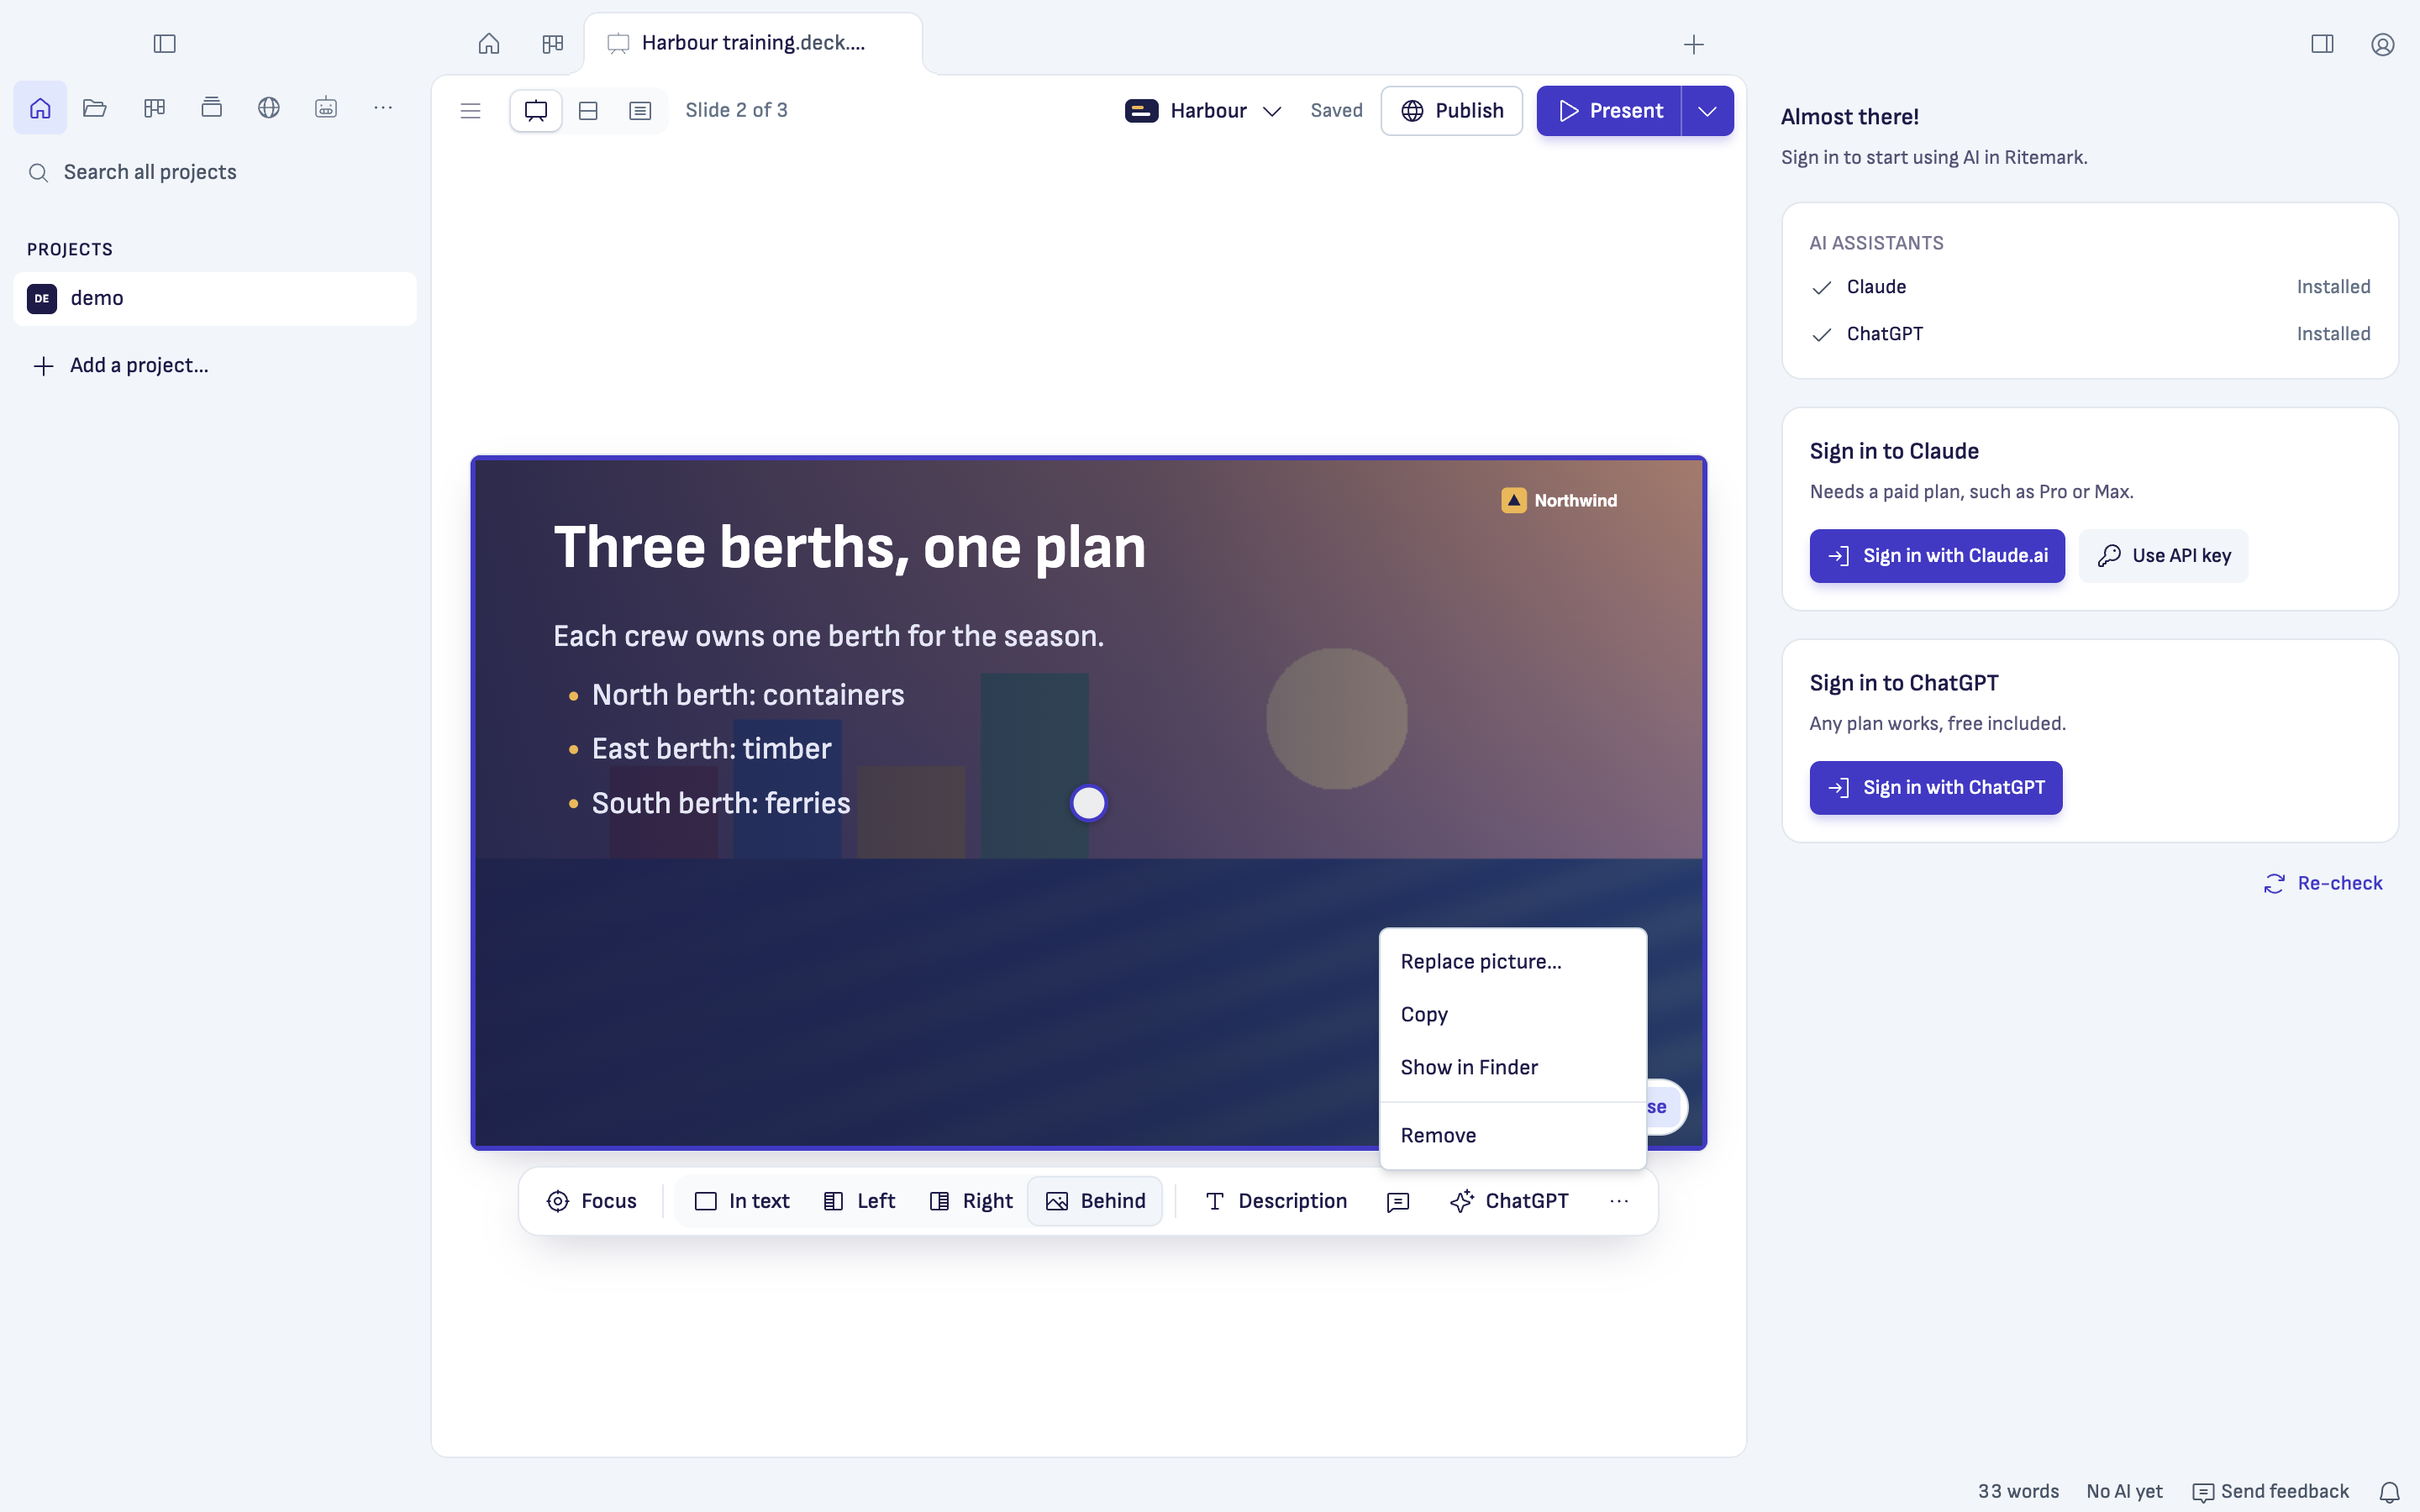 Harbour training.deck....
Slide 2 of 3
Harbour
Saved
Publish
Present
Search all projects
PROJECTS
DE
demo
Add a project...
Northwind
Three berths, one plan
Each crew owns one berth for the season.
North berth: containers
East berth: timber
South berth: ferries
Replace picture...
Copy
Show in Finder
Remove
se
Focus
In text
Left
Right
Behind
Description
ChatGPT
Almost there!
Sign in to start using AI in Ritemark.
AI ASSISTANTS
Claude
Installed
ChatGPT
Installed
Sign in to Claude
Needs a paid plan, such as Pro or Max.
Sign in with Claude.ai
Use API key
Sign in to ChatGPT
Any plan works, free included.
Sign in with ChatGPT
Re-check
33 words
No AI yet
Send feedback